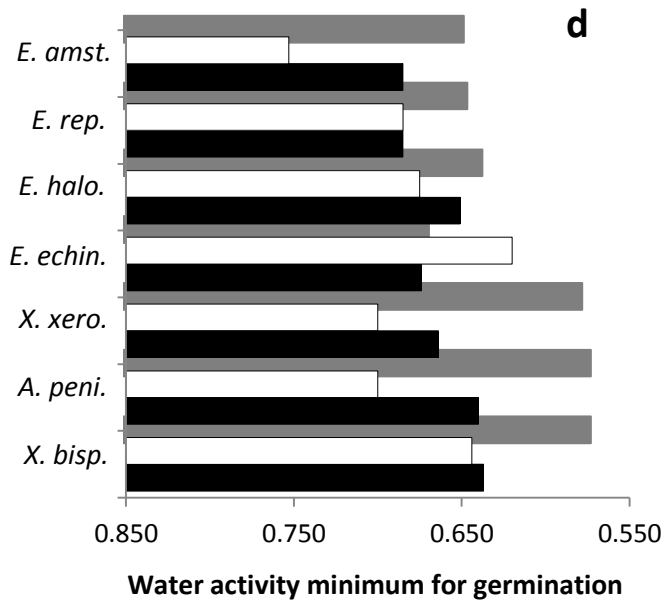 d
E. amst.
E. rep.
E. halo.
E. echin.
X. xero.
A. peni.
X. bisp.
0.850 0.750 0.650 0.550
Water activity minimum for germination